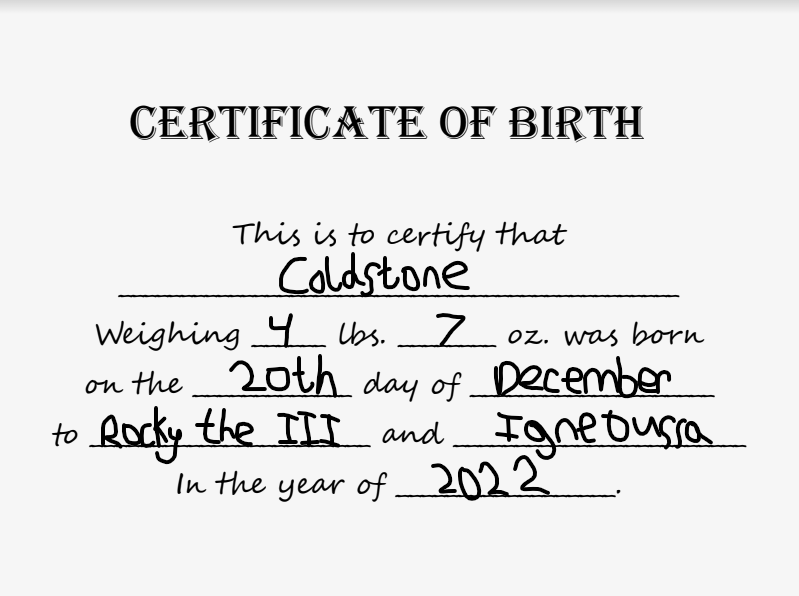 CERTIFICATE OF BIRTH
This is to certify that
Coldstone
Weighing 4 lbs. 7 oz. was born
on the 20th day of December
to Rocky the III and Igneoussa
In the year of 2022.